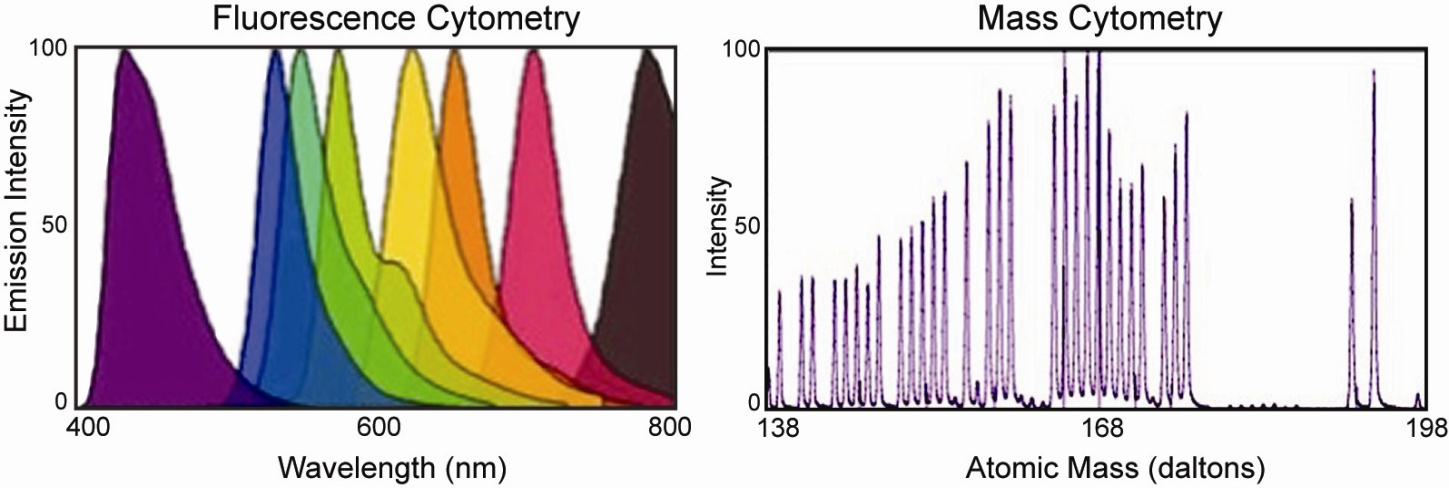 Fluorescence Cytometry
Emission Intensity
100
50
0
400 600 800
Wavelength (nm)
Mass Cytometry
Intensity
100
50
0
138 168 198
Atomic Mass (daltons)